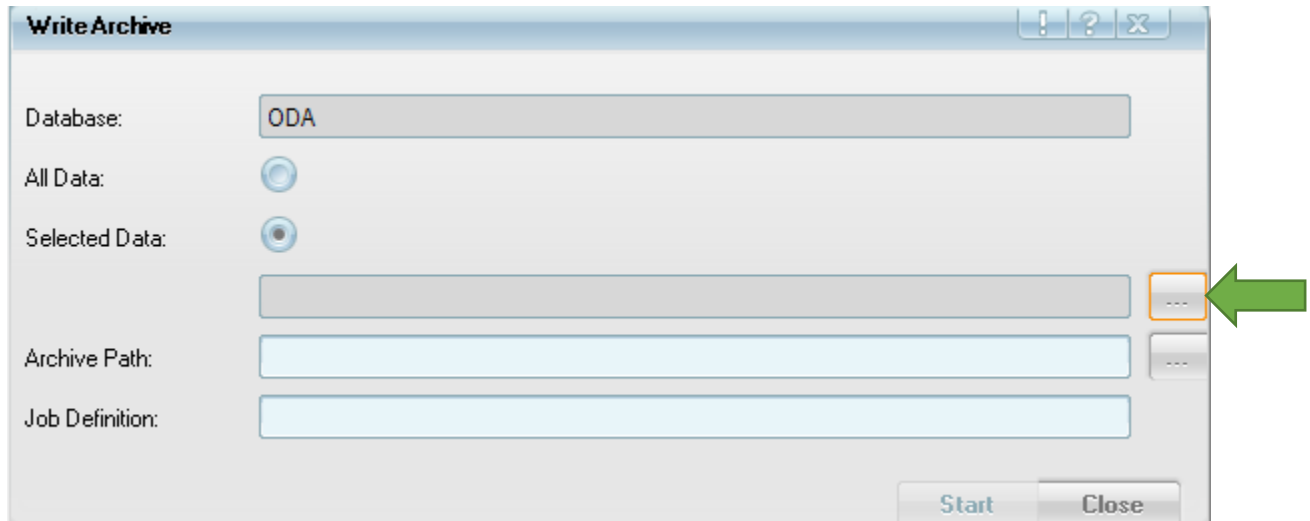 Write Archive
! ? X
Database: ODA
All Data:
Selected Data:
...
Archive Path: ...
Job Definition:
Start Close